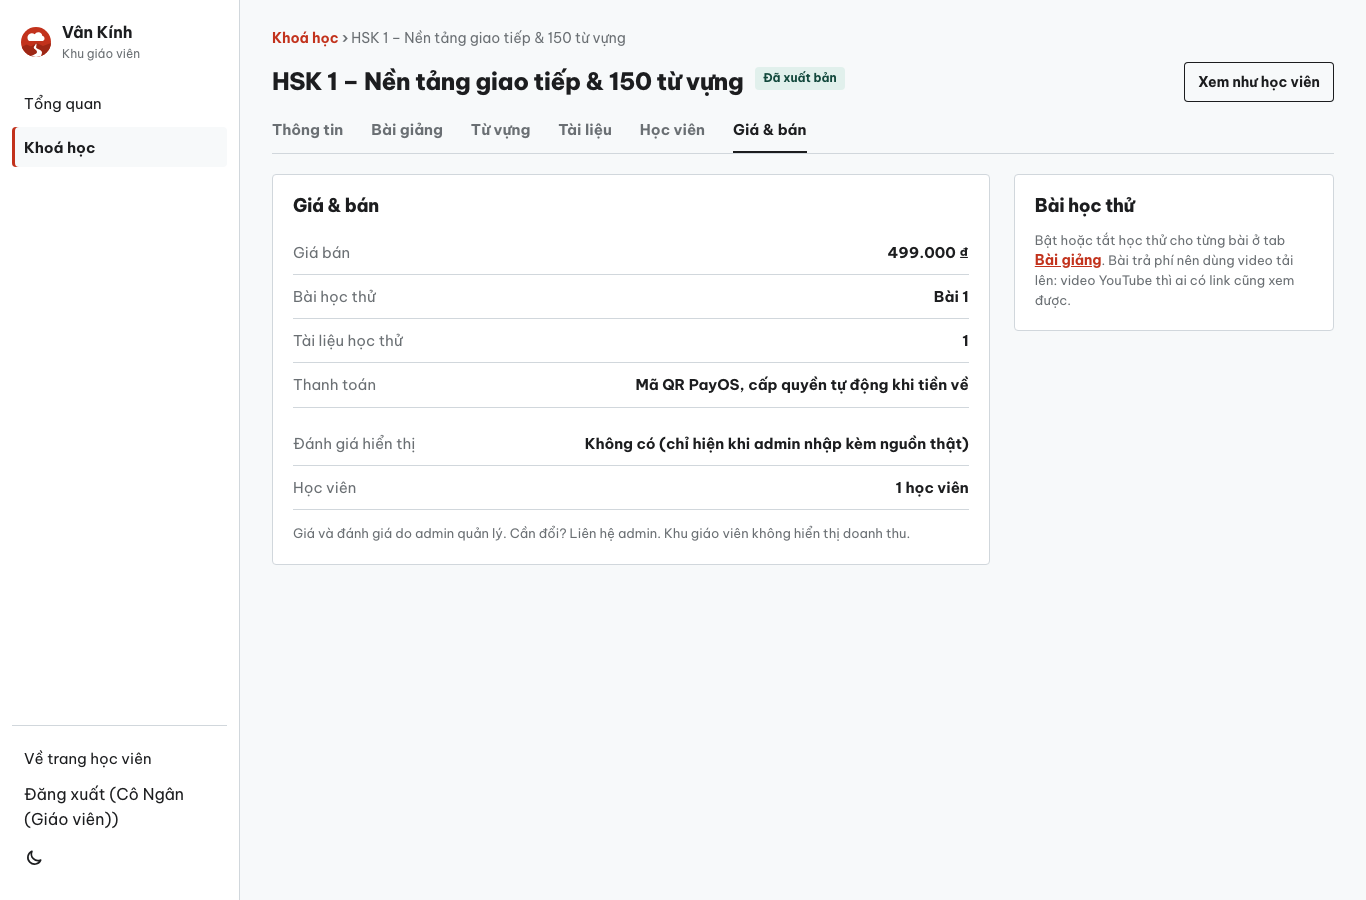 Vân Kính
Khu giáo viên
Tổng quan
Khoá học
Về trang học viên
Đăng xuất (Cô Ngân
(Giáo viên))
Khoá học › HSK 1 – Nền tảng giao tiếp & 150 từ vựng
HSK 1 – Nền tảng giao tiếp & 150 từ vựng
Đã xuất bản
Xem như học viên
Thông tin
Bài giảng
Từ vựng
Tài liệu
Học viên
Giá & bán
Giá & bán
Giá bán 499.000 ₫
Bài học thử Bài 1
Tài liệu học thử 1
Thanh toán Mã QR PayOS, cấp quyền tự động khi tiền về
Đánh giá hiển thị Không có (chỉ hiện khi admin nhập kèm nguồn thật)
Học viên 1 học viên
Giá và đánh giá do admin quản lý. Cần đổi? Liên hệ admin. Khu giáo viên không hiển thị doanh thu.
Bài học thử
Bật hoặc tắt học thử cho từng bài ở tab
Bài giảng. Bài trả phí nên dùng video tải
lên: video YouTube thì ai có link cũng xem
được.